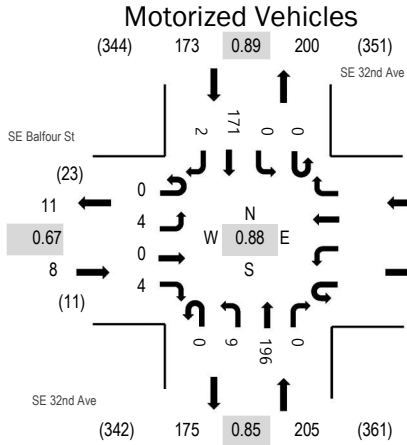 Motorized Vehicles
(344) 173 0.89 200 (351)
SE 32nd Ave
2 171 0 0
SE Balfour St
(23)
0
11
4
N
0.67
W 0.88 E
0
8
S
4
(11)
0 9 196 0
SE 32nd Ave
(342) 175 0.85 205 (361)